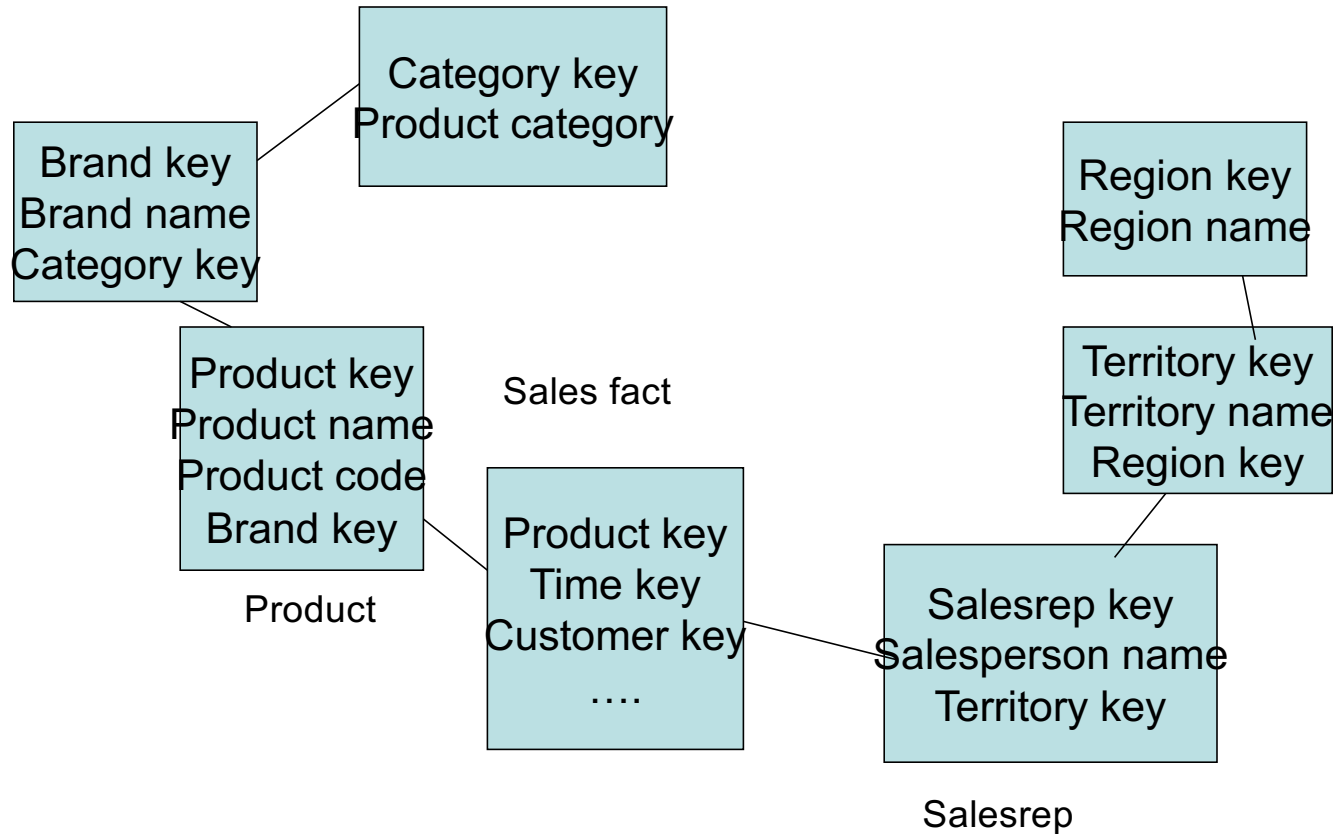 Category key
Product category
Brand key
Brand name
Category key
Region key
Region name
Product key
Product name
Product code
Brand key
Product
Sales fact
Product key
Time key
Customer key
….
Territory key
Territory name
Region key
Salesrep key
Salesperson name
Territory key
Salesrep